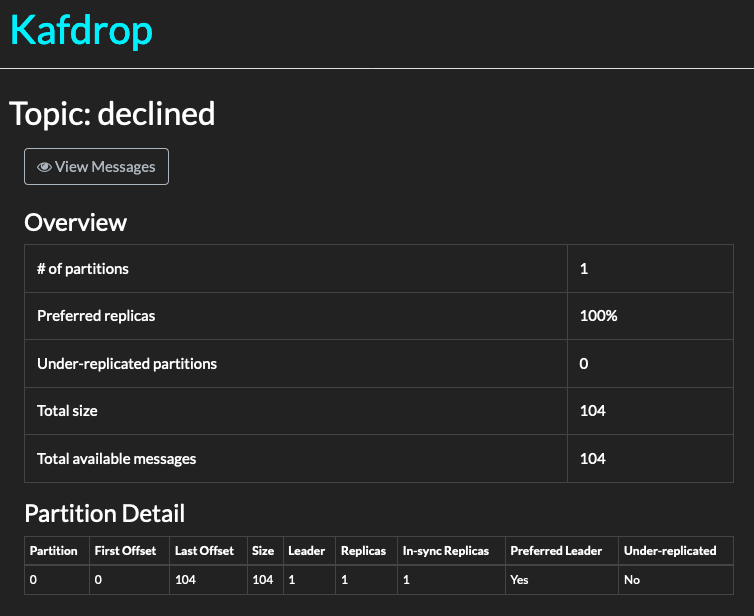 Kafdrop
Topic: declined
View Messages
Overview
# of partitions 1
Preferred replicas 100%
Under-replicated partitions 0
Total size 104
Total available messages 104
Partition Detail
Partition First Offset Last Offset Size Leader Replicas In-sync Replicas Preferred Leader Under-replicated
0 0 104 104 1 1 1 Yes No